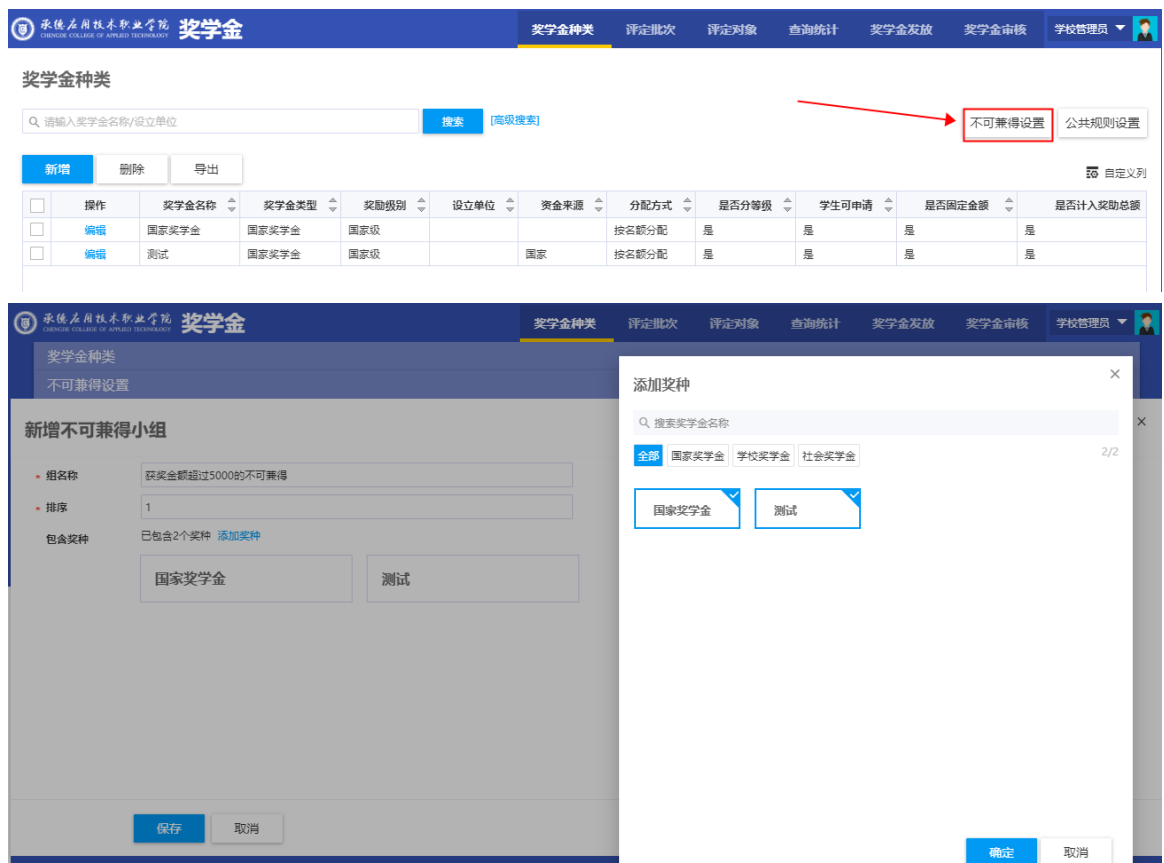 承德应用技术职业学院 奖学金 奖学金种类 评定批次 评定对象 查询统计 奖学金发放 奖学金审核 学校管理员
CHENGDE COLLEGE OF APPLIED TECHNOLOGY
奖学金种类
请输入奖学金名称/设立单位 搜索 [高级搜索] 不可兼得设置 公共规则设置
新增 删除 导出 自定义列
操作 奖学金名称 奖学金类型 奖励级别 设立单位 资金来源 分配方式 是否分等级 学生可申请 是否固定金额 是否计入奖助总额
编辑 国家奖学金 国家奖学金 国家级 按名额分配 是 是 是 是
编辑 测试 国家奖学金 国家级 国家 按名额分配 是 是 是 是
承德应用技术职业学院 奖学金 奖学金种类 评定批次 评定对象 查询统计 奖学金发放 奖学金审核 学校管理员
CHENGDE COLLEGE OF APPLIED TECHNOLOGY
奖学金种类
不可兼得设置
新增不可兼得小组
* 组名称 获奖金额超过5000的不可兼得
* 排序 1
包含奖种 已包含2个奖种 添加奖种
国家奖学金 测试
保存 取消
添加奖种
搜索奖学金名称
全部 国家奖学金 学校奖学金 社会奖学金 2/2
国家奖学金 测试
确定 取消